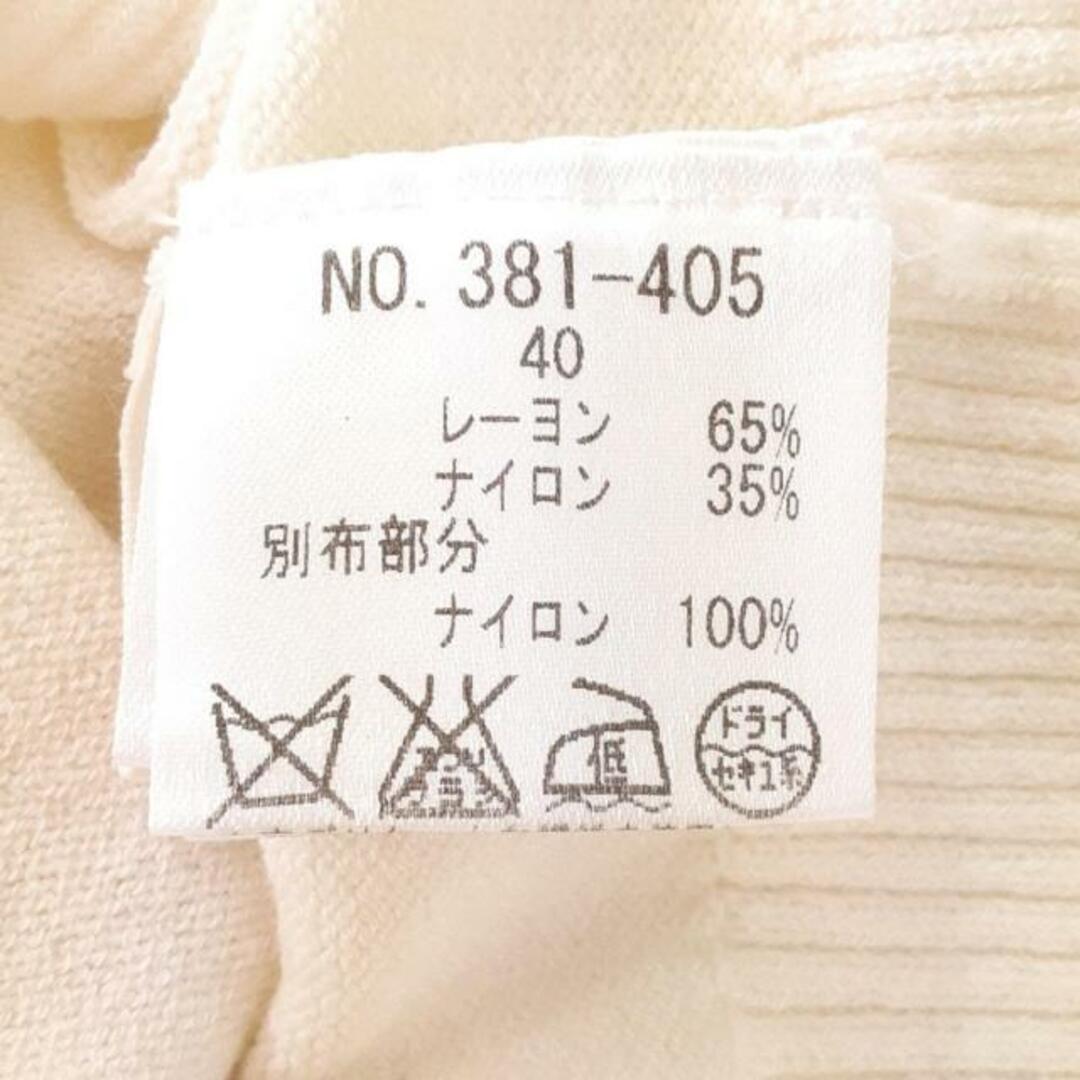 NO. 381-405
40
レーヨン 65%
ナイロン 35%
別布部分
ナイロン 100%
低
ドライ
セキユ系